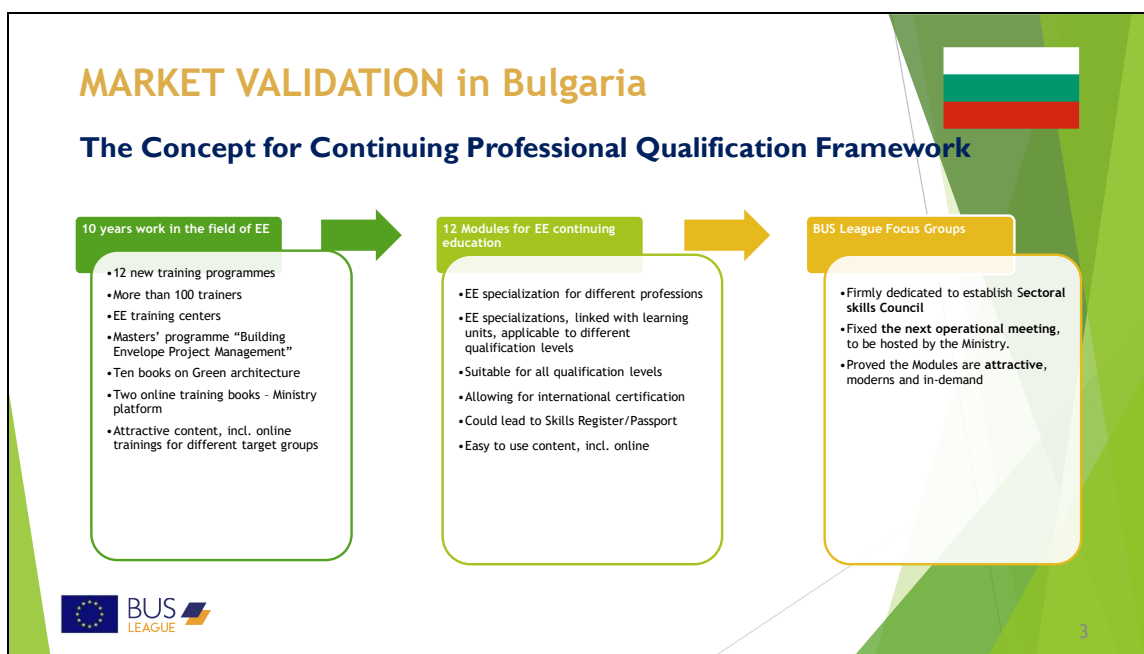 MARKET VALIDATION in Bulgaria
The Concept for Continuing Professional Qualification Framework
10 years work in the field of EE
•12 new training programmes
•More than 100 trainers
•EE training centers
•Masters’ programme “Building
Envelope Project Management”
•Ten books on Green architecture
•Two online training books – Ministry
platform
•Attractive content, incl. online
trainings for different target groups
12 Modules for EE continuing
education
•EE specialization for different professions
•EE specializations, linked with learning
units, applicable to different
qualification levels
•Suitable for all qualification levels
•Allowing for international certification
•Could lead to Skills Register/Passport
•Easy to use content, incl. online
BUS League Focus Groups
•Firmly dedicated to establish Sectoral
skills Council
•Fixed the next operational meeting,
to be hosted by the Ministry.
•Proved the Modules are attractive,
moderns and in-demand
BUS
LEAGUE
3